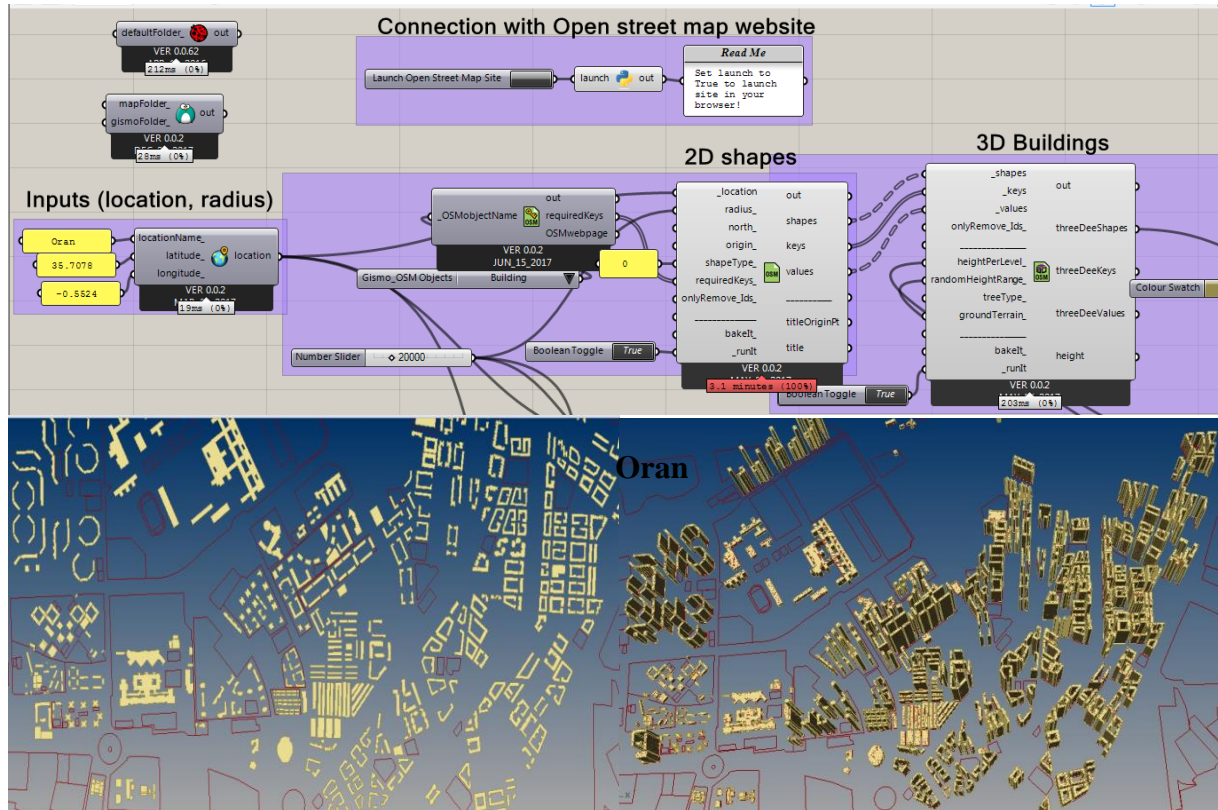 Connection with Open street map website
defaultFolder_
out
VER 0.0.62
212ms (0%)
Launch Open Street Map Site
launch
out
Read Me
Set launch to
True to launch
site in your
browser!
mapFolder_
gismoFolder_
out
VER 0.0.2
28ms (0%)
Inputs (location, radius)
Oran
35.7078
-0.5524
locationName_
latitude_
longitude_
location
19ms (0%)
2D shapes
_OSMobjectName
out
requiredKeys
OSMwebpage
VER 0.0.2
JUN_15_2017
Gismo_OSM Objects
Building
0
Number Slider
20000
Boolean Toggle
True
_location
radius_
north_
origin_
shapeType_
requiredKeys_
onlyRemove_Ids_
bakeIt_
_runIt
out
shapes
keys
values
titleOriginPt
title
OSM
VER 0.0.2
3.1 minutes (100%)
3D Buildings
_shapes
_keys
_values
onlyRemove_Ids_
heightPerLevel_
randomHeightRange_
treeType_
groundTerrain_
bakeIt_
_runIt
out
threeDeeShapes
threeDeeKeys
threeDeeValues
height
OSM
VER 0.0.2
203ms (0%)
Boolean Toggle
True
Colour Swatch
Oran